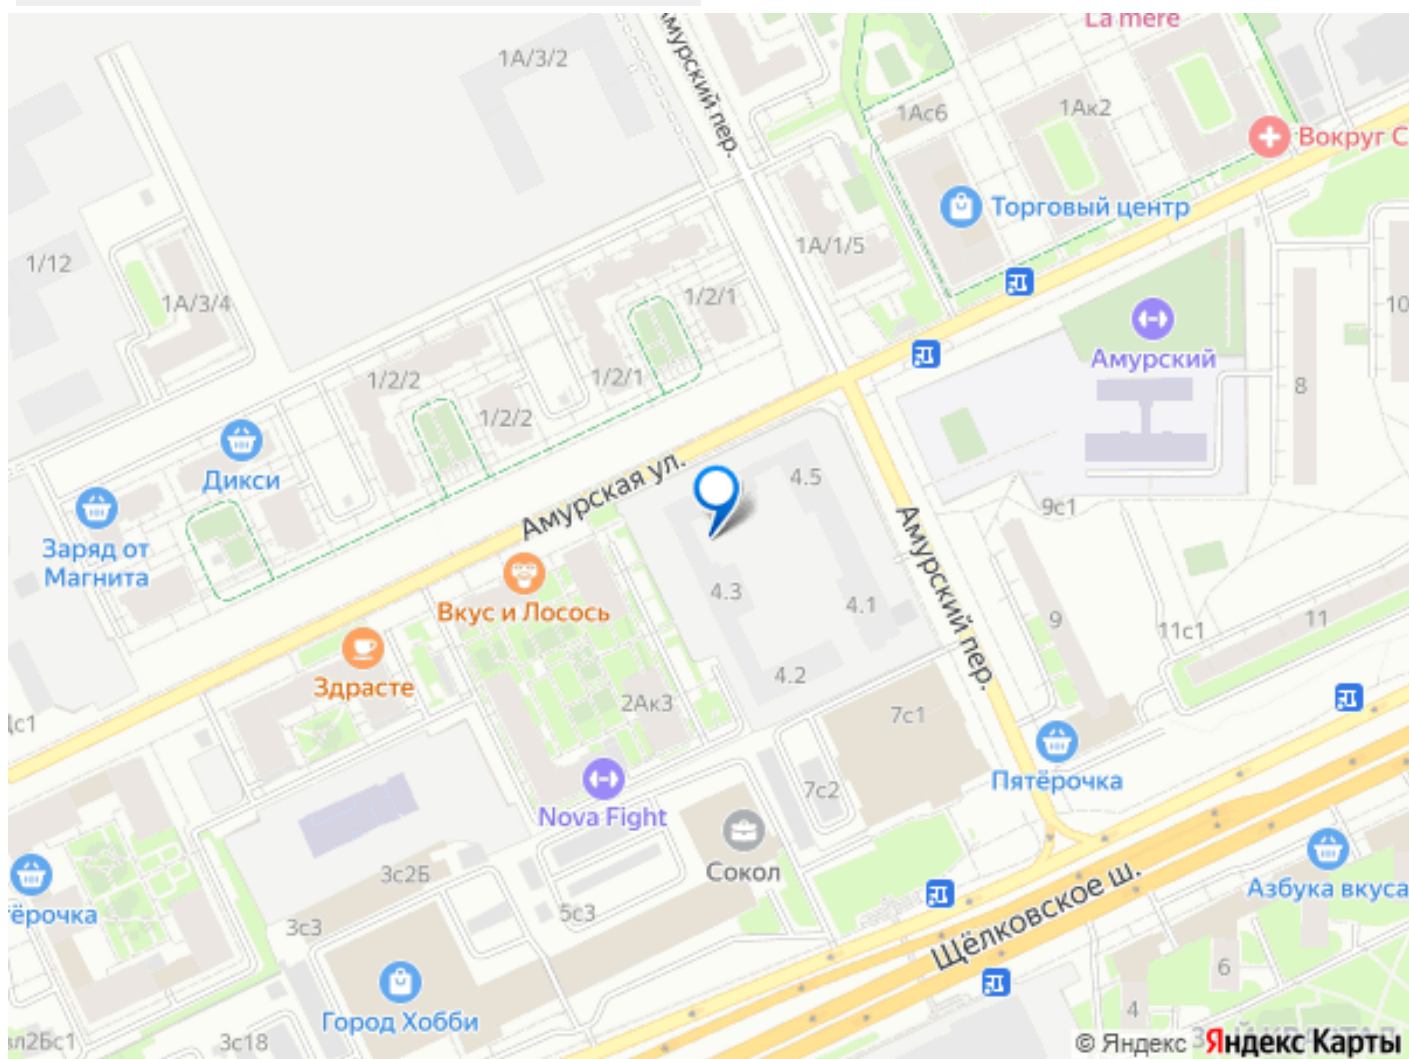 La mere
1А/3/2
Амурский пер.
1Ас6
1Ак2
Вокруг С
Торговый центр
1А/1/5
1/12
1А/3/4
1/2/1
10
Амурский
1/2/2
1/2/1
8
1/2/2
Дикси
Амурская ул.
4.5
9с1
Заряд от
Магнита
Амурский пер.
Вкус и Лосось
4.3
4.1
9
11с1
11
Здрасте
4.2
2Ак3
7с1
с1
Пятёрочка
7с2
Nova Fight
Сокол
3с2Б
Азбука вкуса
тёрочка
5с3
3с3
Щёлковское ш.
6
Город Хобби
4
вл2Бс1
3с18
© Яндекс Яндекс Карты